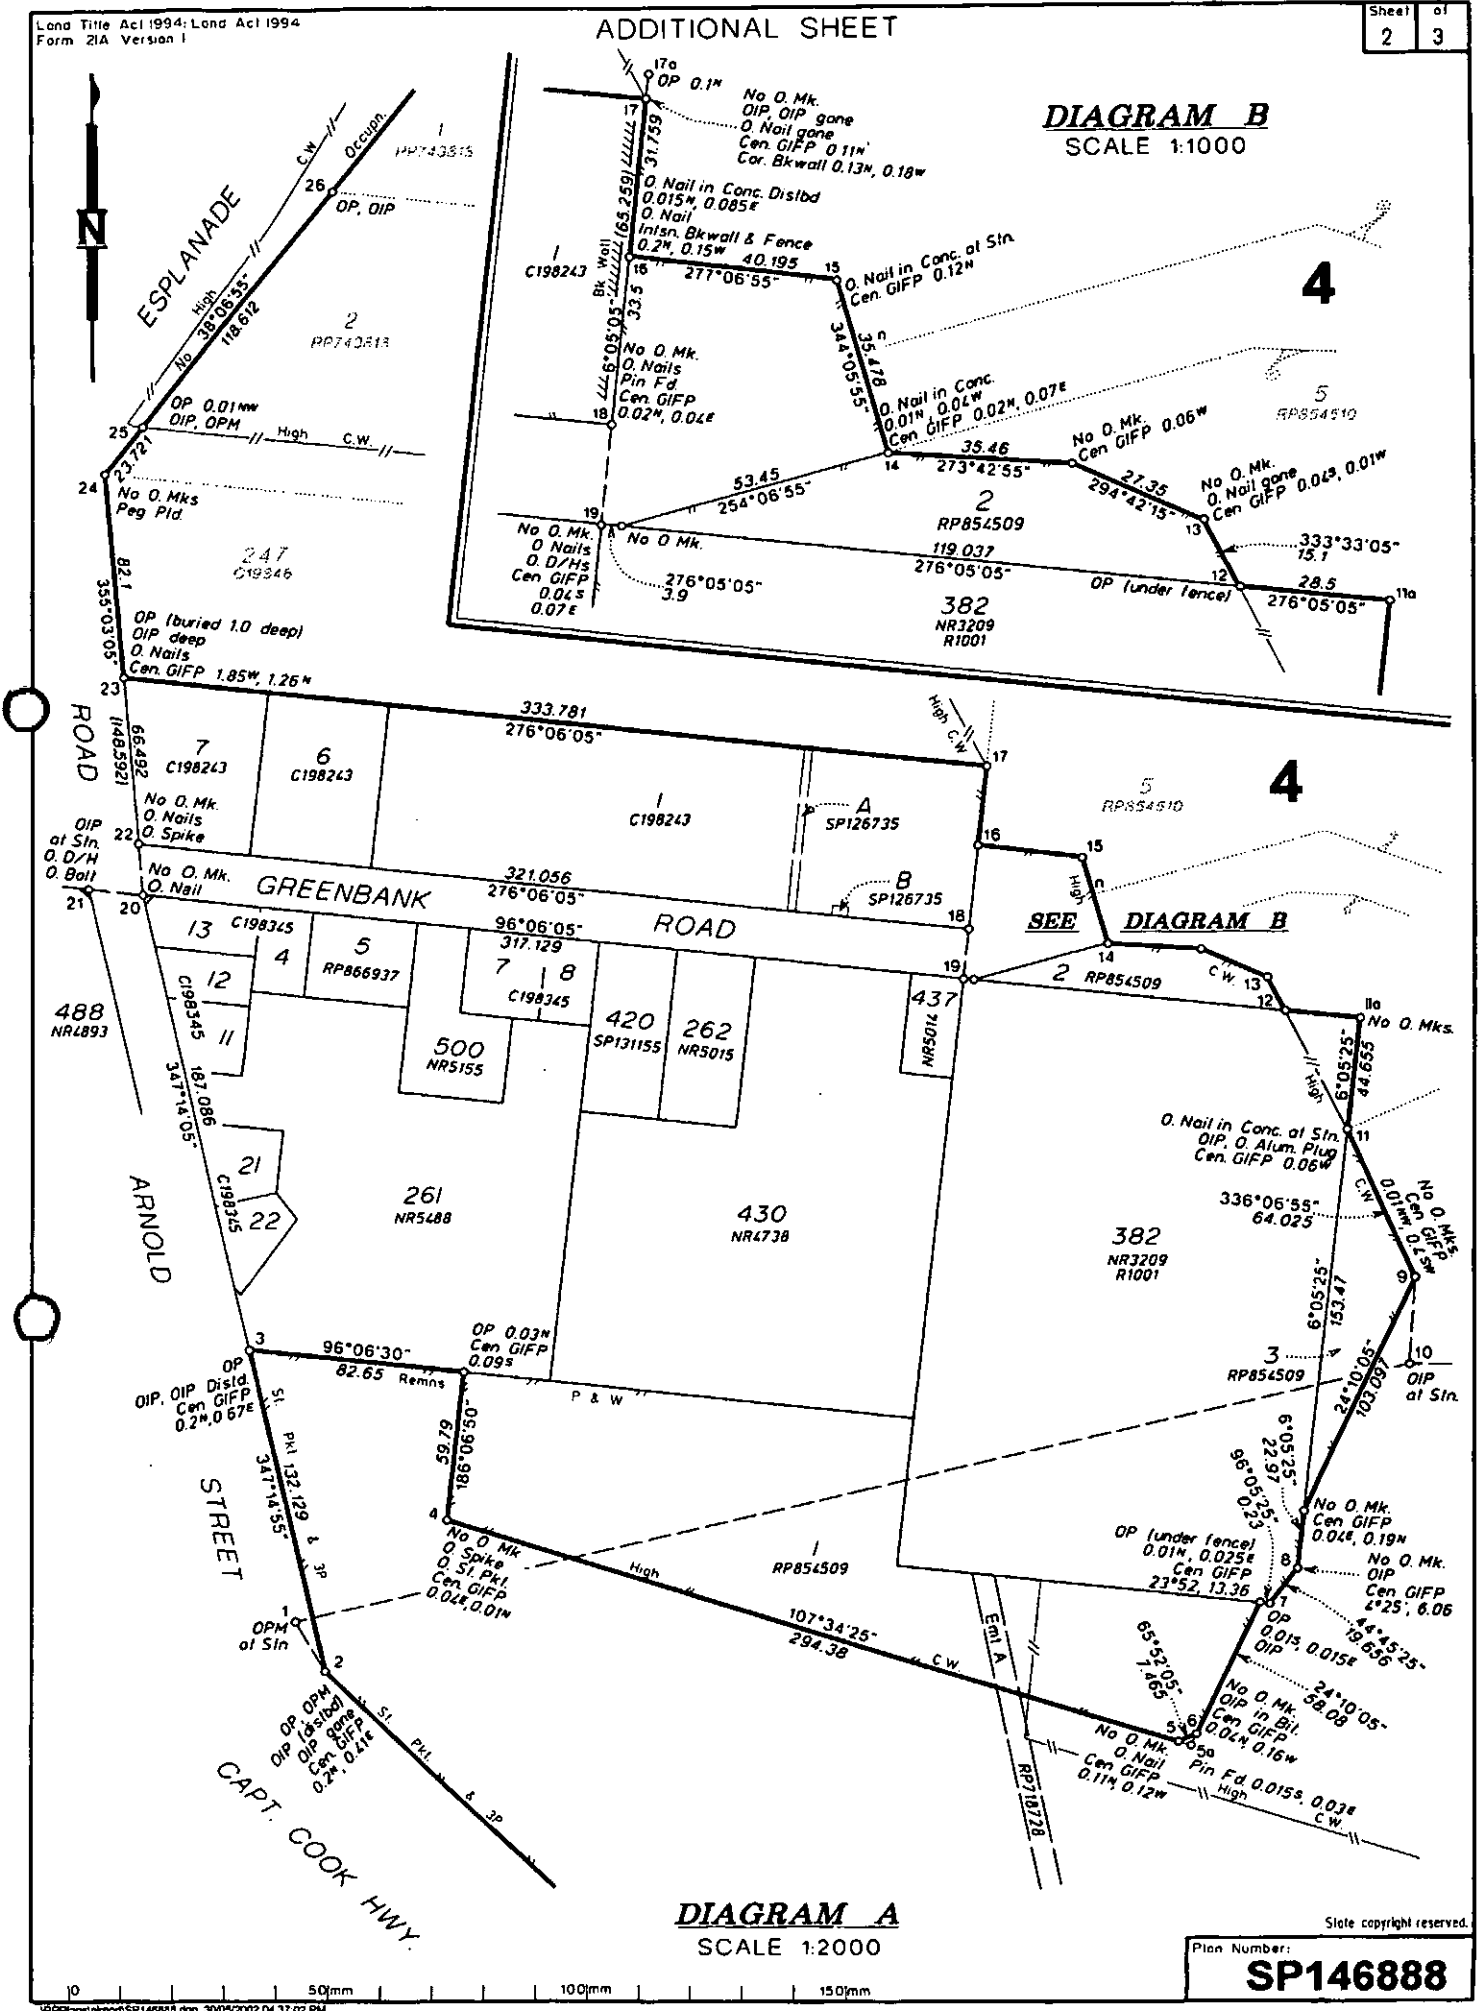 Land Title Act 1994: Land Act 1994
Form 21A Version 1
ADDITIONAL SHEET
Sheet of
2 3
DIAGRAM B
SCALE 1:1000
N
ESPLANADE
C.W
Occupn.
1
RP740813
26
OP, OIP
No High
38°06'55"
118.612
2
RP740813
OP 0.01NW
OIP, OPM
25
High C.W.
23.721
24
No O. Mks
Peg Pld.
247
C19846
82.1
355°03'05"
OP (buried 1.0 deep)
OIP deep
O. Nails
Cen. GIFP 1.85W, 1.26N
23
17a
OP 0.1N
17
No O. Mk.
OIP, OIP gone
O. Nail gone
Cen. GIFP 0.11N
Cor. Bkwall 0.13N, 0.18W
31.759
(65.259)
O. Nail in Conc. Distbd
0.015N, 0.085E
O. Nail
Intsn. Bkwall & Fence
0.2N, 0.15W
1
C198243
Bk Wall
16
40.195
277°06'55"
15
O. Nail in Conc. at Stn.
Cen. GIFP 0.12N
4
6°05'05"
33.5
No O. Mk.
O. Nails
Pin Fd.
Cen. GIFP
0.02N, 0.04E
18
35.478
344°05'55"
O. Nail in Conc.
0.01N, 0.04W
Cen GIFP 0.02N, 0.07E
14
35.46
273°42'55"
No O. Mk.
Cen GIFP 0.06W
5
RP854510
27.35
294°42'15"
No O. Mk.
O. Nail gone
Cen GIFP 0.04S, 0.01W
13
53.45
254°06'55"
2
RP854509
333°33'05"
15.1
19
No O. Mk.
O Nails
O. D/Hs
Cen GIFP
0.04S
0.07E
No O Mk.
276°05'05"
3.9
119.037
276°05'05"
OP (under fence)
12
28.5
276°05'05"
11a
382
NR3209
R1001
ROAD
66.492
(148.592)
333.781
276°06'05"
High C.W
17
7
C198243
6
C198243
1
C198243
A
SP126735
5
RP854510
4
No O. Mk.
O. Nails
O. Spike
22
16
15
High
OIP
at Stn.
O. D/H
O. Bolt
21
No O. Mk.
O. Nail
20
GREENBANK ROAD
321.056
276°06'05"
B
SP126735
18
SEE DIAGRAM B
96°06'05"
317.129
13
C198345
4
5
RP866937
7
8
C198345
12
11
C198345
19
14
2 RP854509
C W.
13
12
11a
No O. Mks.
437
NR5014
488
NR4893
500
NR5155
420
SP131155
262
NR5015
187.086
347°14'05"
High
6°05'25"
44.655
O. Nail in Conc. at Stn.
OIP, O. Alum. Plug
Cen. GIFP 0.06W
11
21
22
C198345
261
NR5488
430
NR4738
336°06'55"
64.025
C.W
No O. Mks.
Cen GIFP
0.01NW, 0.45W
382
NR3209
R1001
9
ARNOLD STREET
6°05'25"
153.47
3
RP854509
24°10'05"
103.097
10
OIP
at Stn.
3
96°06'30"
82.65 Remns
OP 0.03N
Cen GIFP
0.09S
OP
OIP, OIP Distd.
Cen GIFP
0.2N, 0.67E
P & W
St. Pkt 132.129 & 3P
347°14'55"
59.79
186°06'50"
4
No O Mk
O. Spike
O. St. Pkt.
Cen. GIFP
0.04E, 0.01N
High
1
RP854509
6°05'25"
22.97
96°05'25"
0.23
No O. Mk.
Cen GIFP
0.04E, 0.19N
OP (under fence)
0.01N, 0.025E
Cen GIFP
23°52, 13.36
8
No O. Mk.
OIP
Cen GIFP
4°25', 6.06
7
OP
0.01S, 0.015E
OIP
44°45'25"
19.656
24°10'05"
58.08
1
OPM
at Stn
2
107°34'25"
294.38
C W.
Emt. A
RP718728
65°52'05"
7.465
No O. Mk.
OIP in Bit.
Cen GIFP
0.04N, 0.16W
5
6
5a
No O. Mk.
O. Nail
Cen GIFP
0.11N, 0.12W
Pin Fd. 0.015S, 0.03E
High C W.
OP, OPM
OIP (distbd)
OIP gone
Cen. GIFP
0.2N, 0.41E
St. Pkt. & 3P
CAPT. COOK HWY.
DIAGRAM A
SCALE 1:2000
State copyright reserved.
Plan Number:
SP146888
0 50mm 100mm 150mm